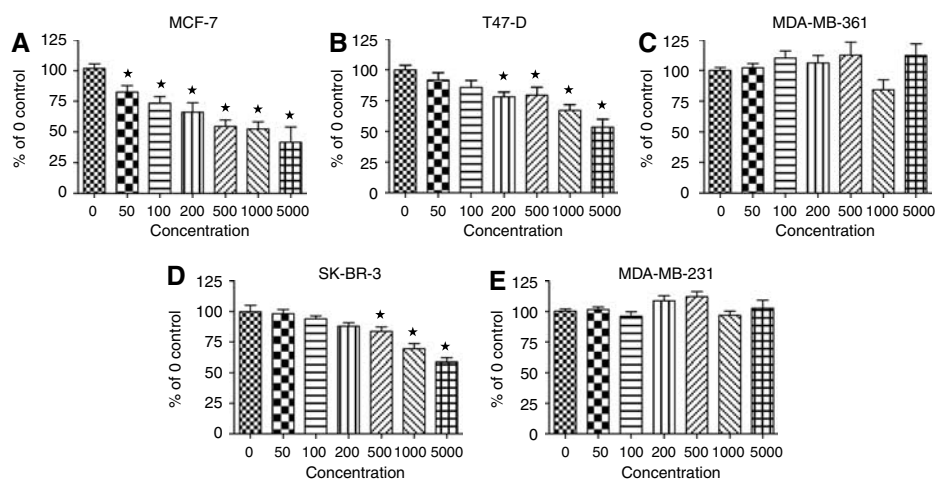 A
MCF-7
% of 0 control
125
100
75
50
25
0
★ ★ ★ ★ ★ ★
0 50 100 200 500 1000 5000
Concentration
B
T47-D
% of 0 control
125
100
75
50
25
0
★ ★ ★ ★
0 50 100 200 500 1000 5000
Concentration
C
MDA-MB-361
% of 0 control
125
100
75
50
25
0
0 50 100 200 500 1000 5000
Concentration
D
SK-BR-3
% of 0 control
125
100
75
50
25
0
★ ★ ★
0 50 100 200 500 1000 5000
Concentration
E
MDA-MB-231
% of 0 control
125
100
75
50
25
0
0 50 100 200 500 1000 5000
Concentration